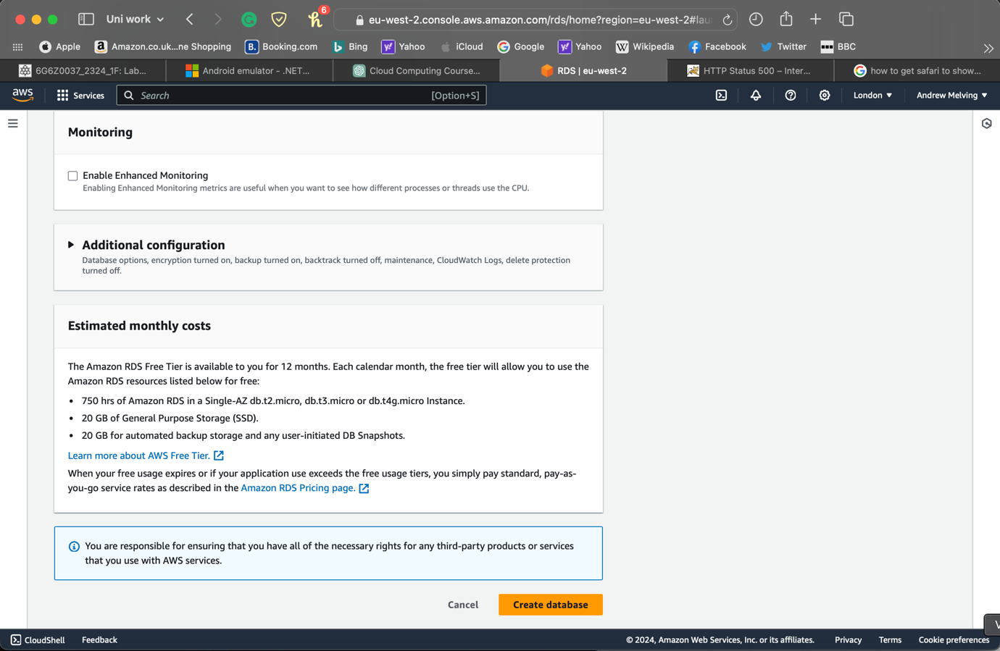 Uni work
6
eu-west-2.console.aws.amazon.com/rds/home?region=eu-west-2#lau
Apple
a Amazon.co.uk...ne Shopping
B. Booking.com
Bing
y! Yahoo
iCloud
G Google
y! Yahoo
W Wikipedia
Facebook
Twitter
BBC
6G6Z0037_2324_1F: Lab...
Android emulator - .NET...
Cloud Computing Course...
RDS | eu-west-2
HTTP Status 500 – Inter...
G how to get safari to show...
aws
Services
Search
[Option+S]
London
Andrew Melving
Monitoring
Enable Enhanced Monitoring
Enabling Enhanced Monitoring metrics are useful when you want to see how different processes or threads use the CPU.
Additional configuration
Database options, encryption turned on, backup turned on, backtrack turned off, maintenance, CloudWatch Logs, delete protection
turned off.
Estimated monthly costs
The Amazon RDS Free Tier is available to you for 12 months. Each calendar month, the free tier will allow you to use the
Amazon RDS resources listed below for free:
• 750 hrs of Amazon RDS in a Single-AZ db.t2.micro, db.t3.micro or db.t4g.micro Instance.
• 20 GB of General Purpose Storage (SSD).
• 20 GB for automated backup storage and any user-initiated DB Snapshots.
Learn more about AWS Free Tier.
When your free usage expires or if your application use exceeds the free usage tiers, you simply pay standard, pay-as-
you-go service rates as described in the Amazon RDS Pricing page.
You are responsible for ensuring that you have all of the necessary rights for any third-party products or services
that you use with AWS services.
Cancel
Create database
CloudShell
Feedback
© 2024, Amazon Web Services, Inc. or its affiliates.
Privacy
Terms
Cookie preferences